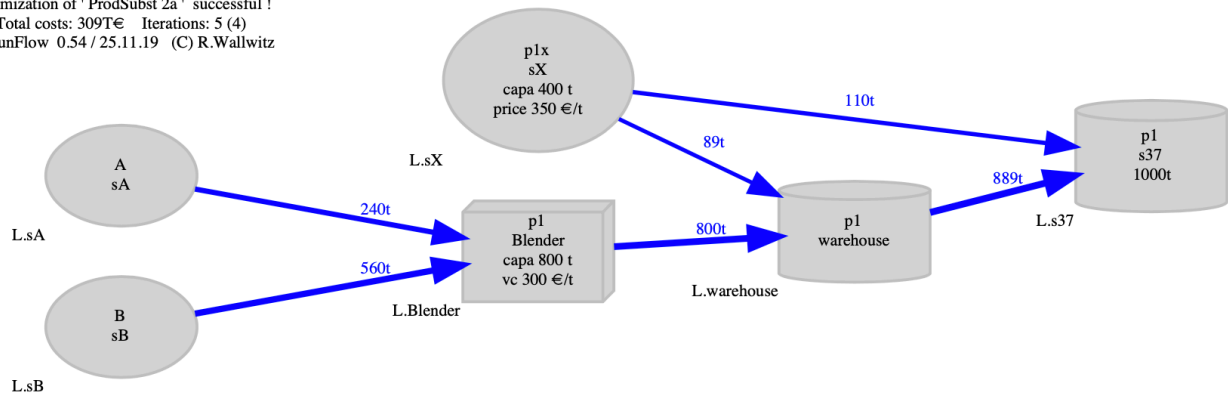 mization of ' ProdSubst 2a ' successful !
Total costs: 309T€ Iterations: 5 (4)
unFlow 0.54 / 25.11.19 (C) R.Wallwitz
p1x
sX
capa 400 t
price 350 €/t
L.sX
A
sA
L.sA
B
sB
L.sB
240t
560t
p1
Blender
capa 800 t
vc 300 €/t
L.Blender
800t
89t
110t
p1
warehouse
L.warehouse
889t
p1
s37
1000t
L.s37